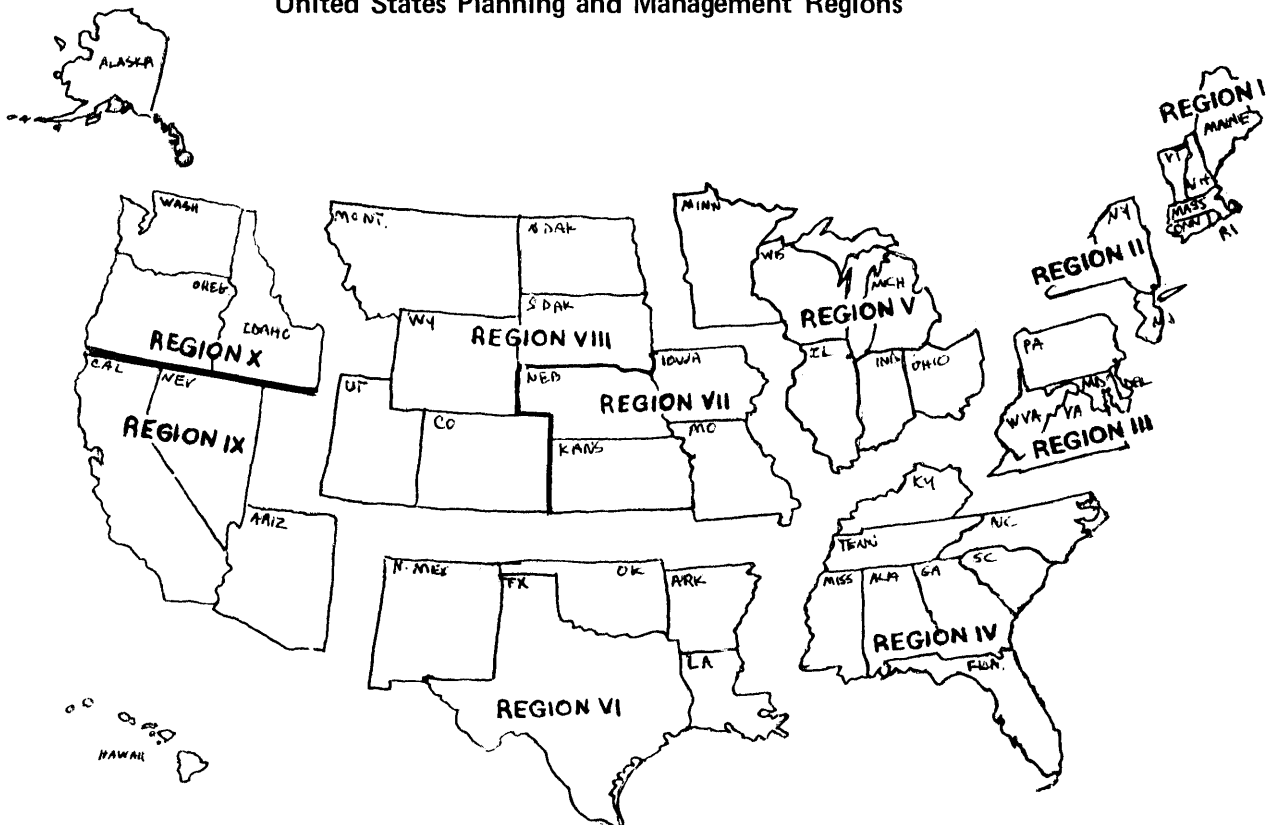 United States Planning and Management Regions
ALASKA
REGION I
MAINE
VT
NH
MASS
CONN
RI
NY
REGION II
NJ
WASH
OREG
IDAHO
REGION X
MONT.
N DAK
S DAK
WY
REGION VIII
UT
CO
MINN
WIS
MICH
REGION V
IL
IND
OHIO
IOWA
NEB
REGION VII
KANS
MO
PA
MD
DEL
WVA
VA
REGION III
CAL
NEV
REGION IX
ARIZ
KY
TENN
NC
SC
MISS
ALA
GA
REGION IV
FLA.
N. MEX
TX
OK
ARK
LA
REGION VI
HAWAII